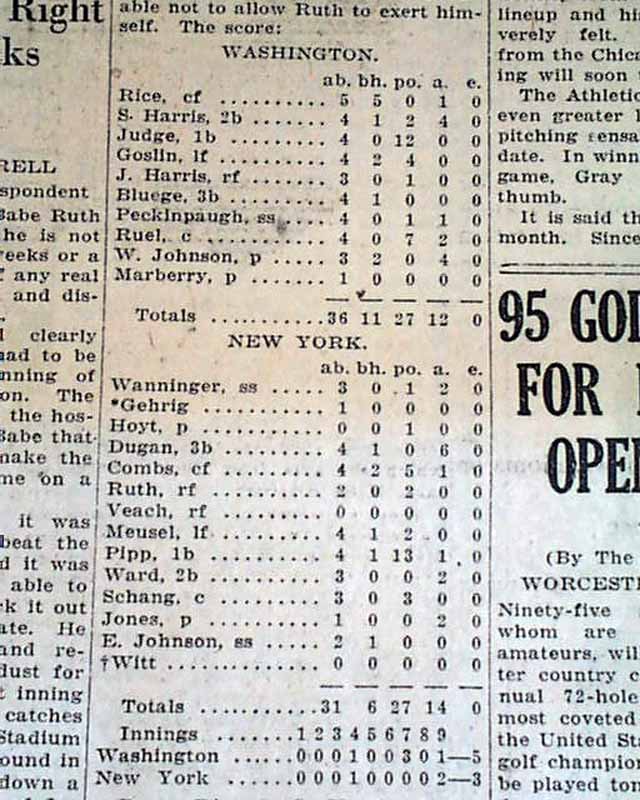 Right
ks
RELL
spondent
Babe Ruth
he is not
eeks or a
f any real
and dis-
clearly
had to be
nning of
on. The
the hos-
Babe that
make the
me on a
it was
beat the
d it was
able to
rk it out
ate. He
and re-
dust for
t inning
catches
Stadium
ound in
down a
able not to allow Ruth to exert him-
self. The score:
WASHINGTON.
ab. bh. po. a. e.
Rice, cf .......... 5 5 0 1 0
S. Harris, 2b ...... 4 1 2 4 0
Judge, 1b ......... 4 0 12 0 0
Goslin, lf ......... 4 2 4 0 0
J. Harris, rf ....... 3 0 1 0 0
Bluege, 3b ........ 4 1 0 0 0
Peckinpaugh, ss .... 4 0 1 1 0
Ruel, c ........... 4 0 7 2 0
W. Johnson, p ..... 3 2 0 4 0
Marberry, p ....... 1 0 0 0 0
Totals ...........36 11 27 12 0
NEW YORK.
ab. bh. po. a. e.
Wanninger, ss ..... 3 0 1 2 0
*Gehrig ........... 1 0 0 0 0
Hoyt, p ........... 0 0 1 0 0
Dugan, 3b ......... 4 1 0 6 0
Combs, cf ......... 4 2 5 1 0
Ruth, rf .......... 2 0 2 0 0
Veach, rf ......... 0 0 0 0 0
Meusel, lf ......... 4 1 2 0 0
Pipp, 1b .......... 4 1 13 1 0
Ward, 2b .......... 3 0 0 2 0
Schang, c ......... 3 0 3 0 0
Jones, p .......... 1 0 0 2 0
E. Johnson, ss ..... 2 1 0 0 0
†Witt ............. 0 0 0 0 0
Totals ...........31 6 27 14 0
Innings ........1 2 3 4 5 6 7 8 9
Washington ......0 0 0 1 0 0 3 0 1—5
New York .......0 0 0 1 0 0 0 0 2—3
lineup and hi
verely felt.
from the Chica
ing will soon
The Athletic
even greater l
pitching sensa
date. In winn
game, Gray
thumb.
It is said th
month. Since
95 GOL
FOR
OPEN
(By The
WORCESTE
Ninety-five
whom are
amateurs, will
ter country c
nual 72-hole
most coveted
the United Sta
golf champion
be played ton